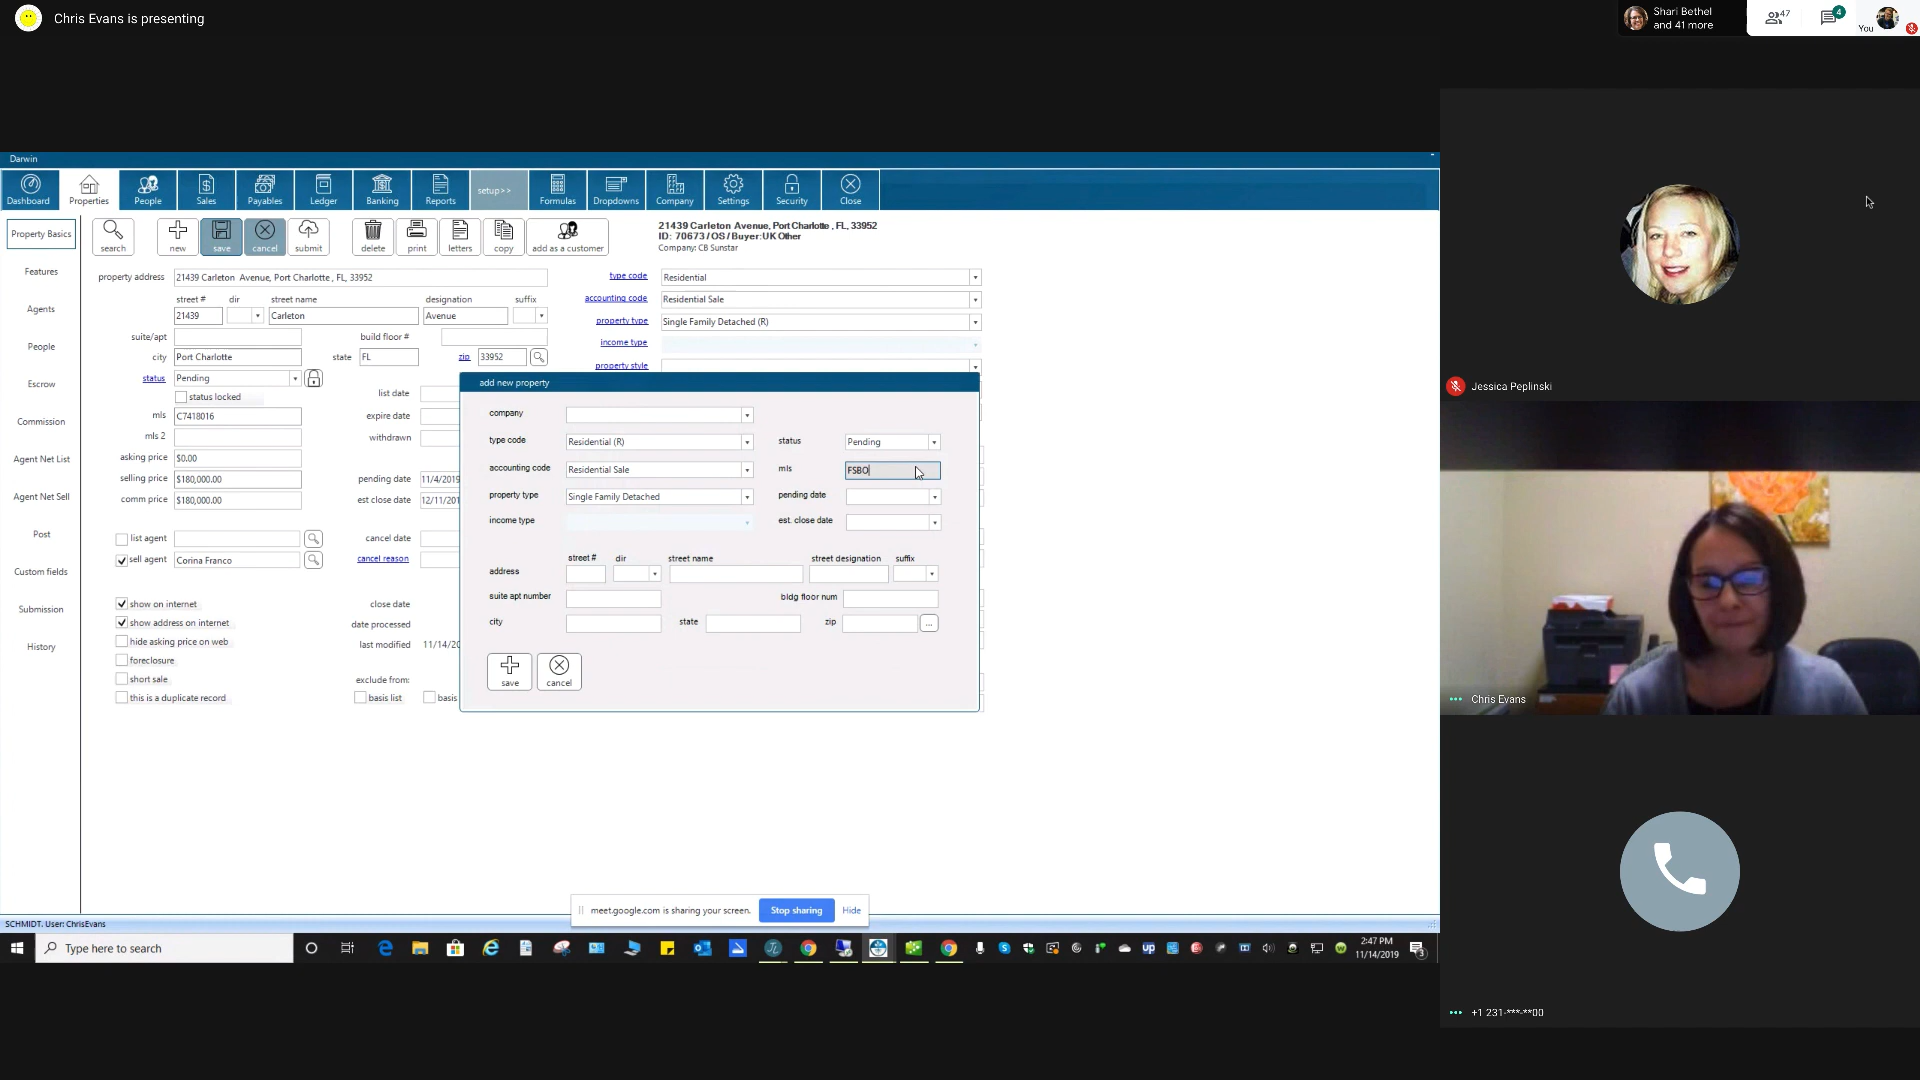 Chris Evans is presenting
Shari Bethel
and 41 more
47
4
You
Darwin
Dashboard Properties People Sales Payables Ledger Banking Reports setup>> Formulas Dropdowns Company Settings Security Close
Property Basics
Features
Agents
People
Escrow
Commission
Agent Net List
Agent Net Sell
Post
Custom fields
Submission
History
search new save cancel submit delete print letters copy add as a customer
21439 Carleton Avenue, Port Charlotte , FL, 33952
ID: 70673 / OS / Buyer: UK Other
Company: CB Sunstar
property address 21439 Carleton Avenue, Port Charlotte , FL, 33952
street # dir street name designation suffix
21439 Carleton Avenue
suite/apt build floor #
city Port Charlotte state FL zip 33952
status Pending
status locked
mls C7418016
mls 2
asking price $0.00
selling price $180,000.00
comm price $180,000.00
list date
expire date
withdrawn
pending date 11/4/2019
est close date 12/11/201
list agent
sell agent Corina Franco
cancel date
cancel reason
show on internet
show address on internet
hide asking price on web
foreclosure
short sale
this is a duplicate record
close date
date processed
last modified 11/14/20
exclude from:
basis list basis
type code Residential
accounting code Residential Sale
property type Single Family Detached (R)
income type
property style
add new property
company
type code Residential (R) status Pending
accounting code Residential Sale mls FSBO
property type Single Family Detached pending date
income type est. close date
street # dir street name street designation suffix
address
suite apt number bldg floor num
city state zip ...
save cancel
meet.google.com is sharing your screen. Stop sharing Hide
SCHMIDT. User: ChrisEvans
Type here to search
up
2:47 PM
11/14/2019
3
Jessica Peplinski
Chris Evans
+1 231-***-**00